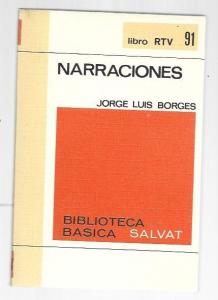 libro RTV 91
NARRACIONES
JORGE LUIS BORGES
BIBLIOTECA
BASICA SALVAT